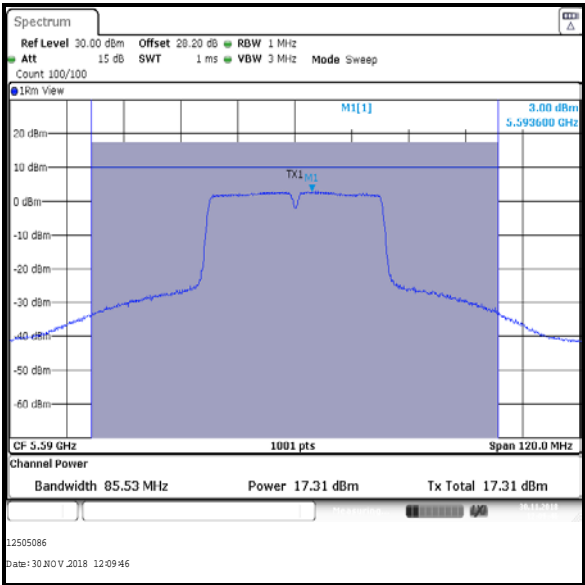 Spectrum
Ref Level 30.00 dBm Offset 28.20 dB RBW 1 MHz
Att 15 dB SWT 1 ms VBW 3 MHz Mode Sweep
Count 100/100
1Rm View
M1[1] 3.00 dBm
5.593600 GHz
20 dBm
10 dBm
TX1 M1
0 dBm
-10 dBm
-20 dBm
-30 dBm
-40 dBm
-50 dBm
-60 dBm
CF 5.59 GHz 1001 pts Span 120.0 MHz
Channel Power
Bandwidth 85.53 MHz Power 17.31 dBm Tx Total 17.31 dBm
Measuring 30.11.2018
12505086
Date: 30.NOV.2018 12:09:46